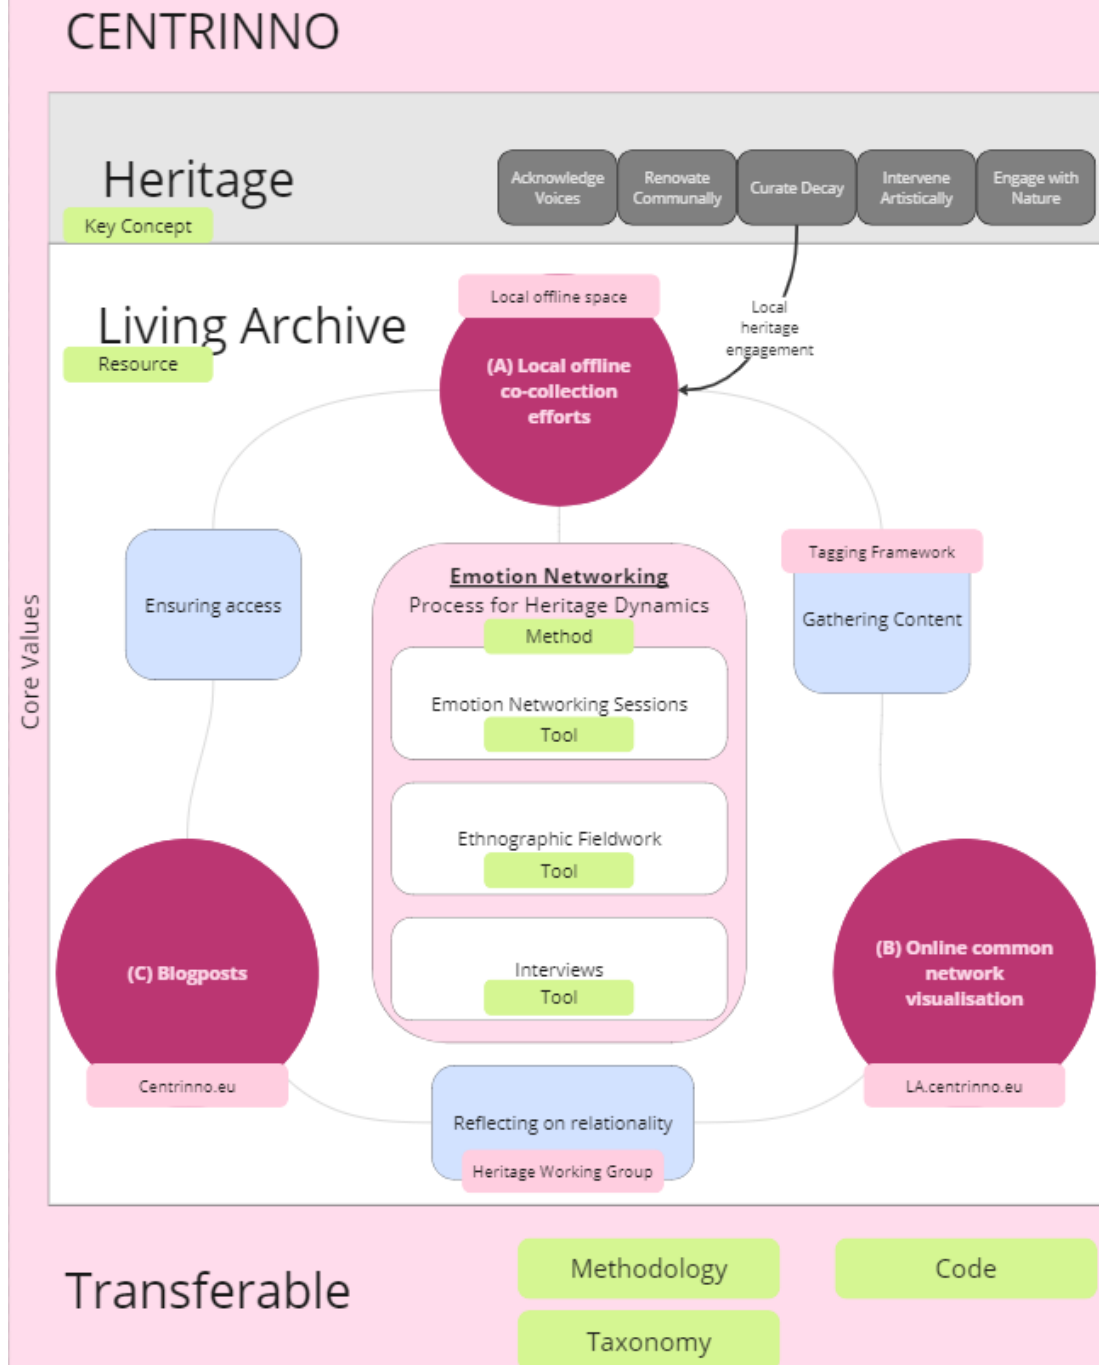 CENTRINNO
Heritage
Key Concept
Acknowledge
Voices
Renovate
Communally
Curate Decay
Intervene
Artistically
Engage with
Nature
Living Archive
Resource
Local offline space
(A) Local offline
co-collection
efforts
Local
heritage
engagement
Ensuring access
Tagging Framework
Gathering Content
Emotion Networking
Process for Heritage Dynamics
Method
Emotion Networking Sessions
Tool
Ethnographic Fieldwork
Tool
Interviews
Tool
Core Values
(C) Blogposts
Centrinno.eu
(B) Online common
network
visualisation
LA.centrinno.eu
Reflecting on relationality
Heritage Working Group
Transferable
Methodology
Code
Taxonomy